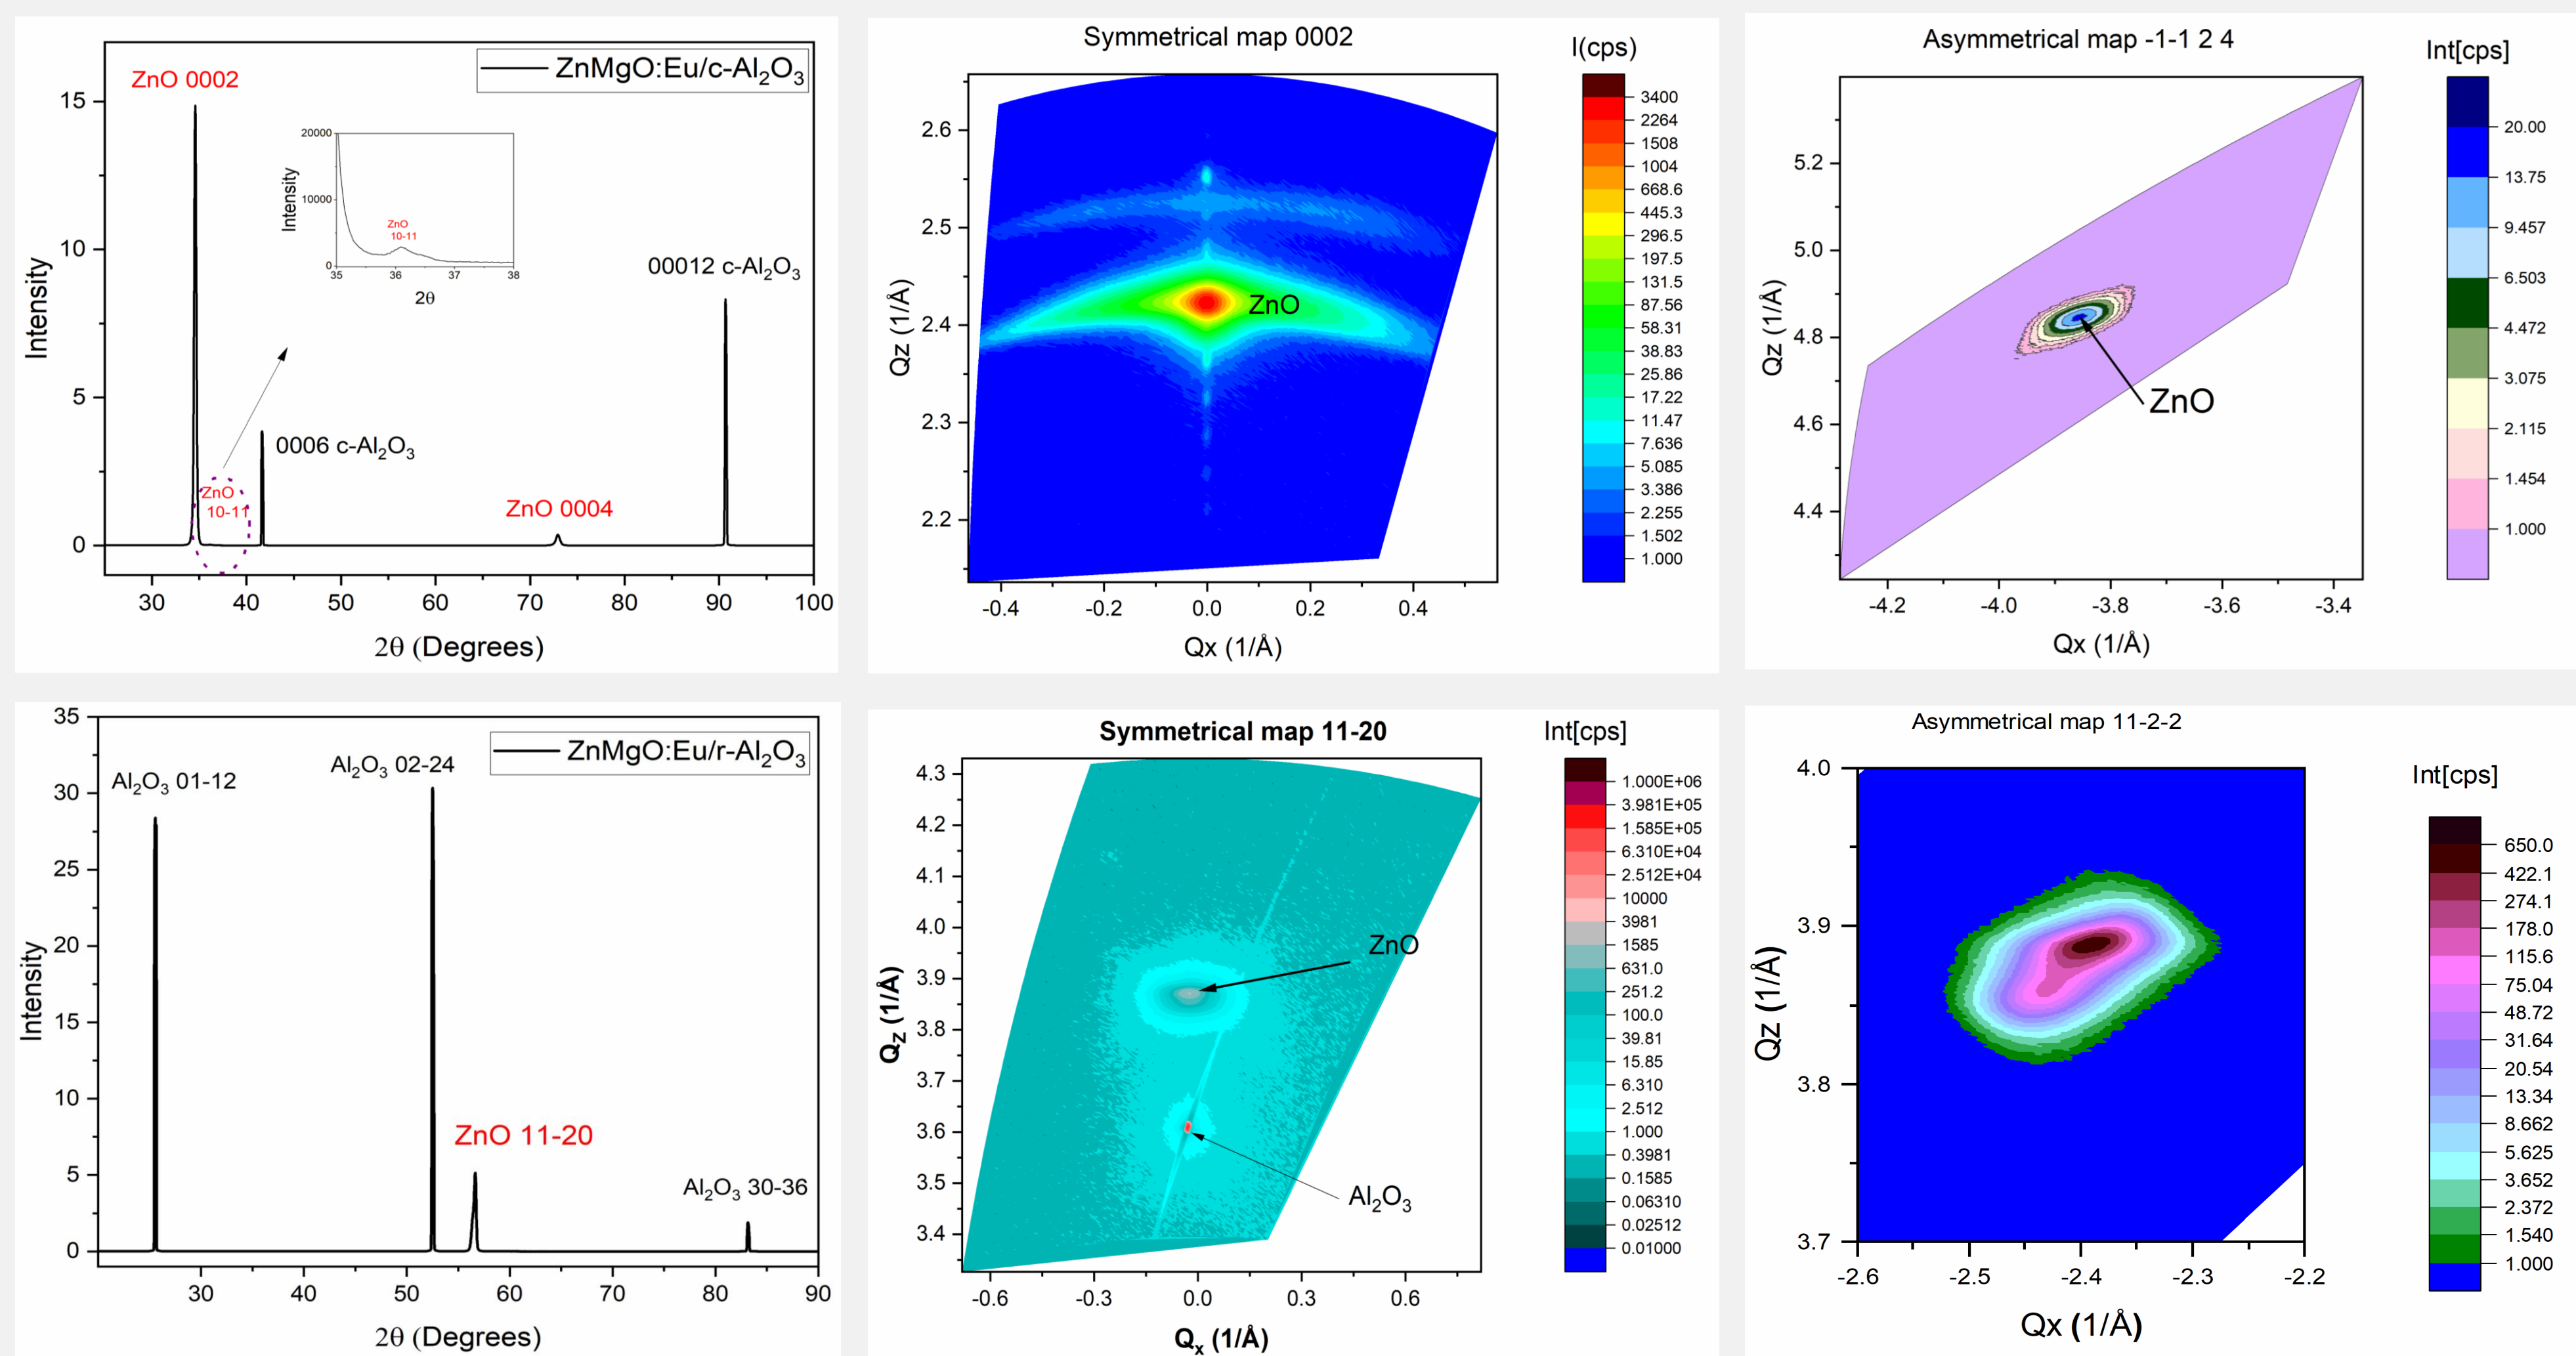 ZnMgO:Eu/c-Al₂O₃
ZnO 0002
15
10
5
0
Intensity
20000
10000
0
Intensity
ZnO
10-11
35 36 37 38
2θ
00012 c-Al₂O₃
0006 c-Al₂O₃
ZnO
10-11
ZnO 0004
30 40 50 60 70 80 90 100
2θ (Degrees)
Symmetrical map 0002
I(cps)
2.6
2.5
2.4
2.3
2.2
Qz (1/Å)
ZnO
-0.4 -0.2 0.0 0.2 0.4
Qx (1/Å)
3400
2264
1508
1004
668.6
445.3
296.5
197.5
131.5
87.56
58.31
38.83
25.86
17.22
11.47
7.636
5.085
3.386
2.255
1.502
1.000
Asymmetrical map -1-1 2 4
Int[cps]
5.2
5.0
4.8
4.6
4.4
Qz (1/Å)
ZnO
-4.2 -4.0 -3.8 -3.6 -3.4
Qx (1/Å)
20.00
13.75
9.457
6.503
4.472
3.075
2.115
1.454
1.000
35
30
25
20
15
10
5
0
Intensity
ZnMgO:Eu/r-Al₂O₃
Al₂O₃ 01-12
Al₂O₃ 02-24
ZnO 11-20
Al₂O₃ 30-36
30 40 50 60 70 80 90
2θ (Degrees)
Symmetrical map 11-20
Int[cps]
4.3
4.2
4.1
4.0
3.9
3.8
3.7
3.6
3.5
3.4
Qz (1/Å)
ZnO
Al₂O₃
-0.6 -0.3 0.0 0.3 0.6
Qₓ (1/Å)
1.000E+06
3.981E+05
1.585E+05
6.310E+04
2.512E+04
10000
3981
1585
631.0
251.2
100.0
39.81
15.85
6.310
2.512
1.000
0.3981
0.1585
0.06310
0.02512
0.01000
Asymmetrical map 11-2-2
Int[cps]
4.0
3.9
3.8
3.7
Qz (1/Å)
-2.6 -2.5 -2.4 -2.3 -2.2
Qx (1/Å)
650.0
422.1
274.1
178.0
115.6
75.04
48.72
31.64
20.54
13.34
8.662
5.625
3.652
2.372
1.540
1.000